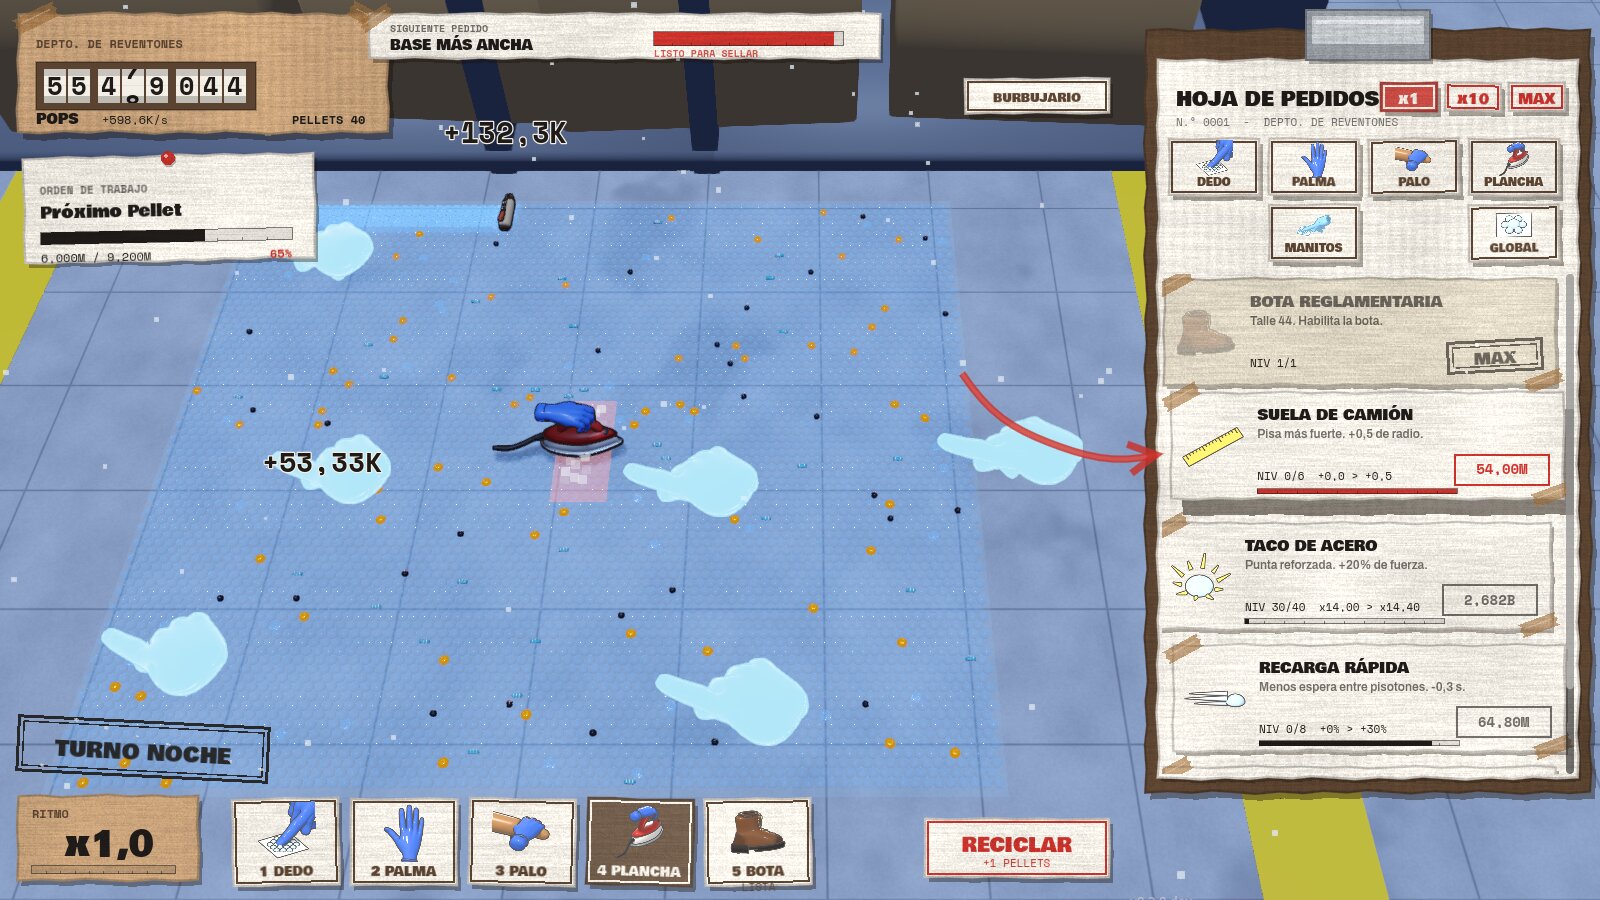 DEPTO. DE REVENTONES
9 044
POPS +598,6K/s PELLETS 40
SIGUIENTE PEDIDO
BASE MÁS ANCHA
LISTO PARA SELLAR
BURBUJARIO
+132,3K
ORDEN DE TRABAJO
Próximo Pellet
6,000M / 9,200M 65%
+53,33K
TURNO NOCHE
RITMO
x1,0
1 DEDO
2 PALMA
3 PALO
4 PLANCHA
5 BOTA
LISTA
RECICLAR
+1 PELLETS
HOJA DE PEDIDOS x1 x10 MAX
N.° 0001 - DEPTO. DE REVENTONES
DEDO
PALMA
PALO
PLANCHA
MANITOS
GLOBAL
BOTA REGLAMENTARIA
Talle 44. Habilita la bota.
NIV 1/1
MAX
SUELA DE CAMIÓN
Pisa más fuerte. +0,5 de radio.
NIV 0/6 +0,0 > +0,5
54,00M
TACO DE ACERO
Punta reforzada. +20% de fuerza.
NIV 30/40 x14,00 > x14,40
2,682B
RECARGA RÁPIDA
Menos espera entre pisotones. -0,3 s.
NIV 0/8 +0% > +30%
64,80M